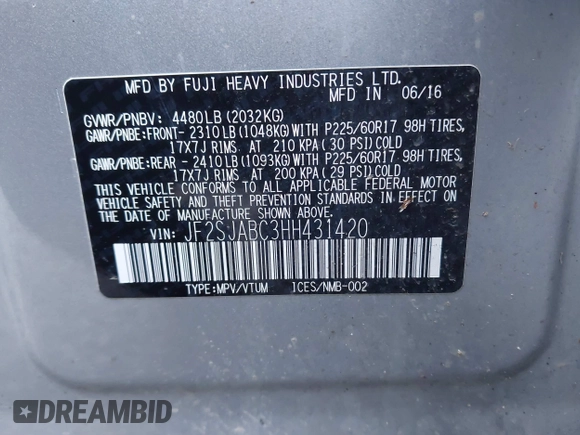 MFD BY FUJI HEAVY INDUSTRIES LTD.
MFD IN 06/16
GVWR/PNBV: 4480LB (2032KG)
GAWR/PNBE:FRONT- 2310LB (1048KG)WITH P225/60R17 98H TIRES,
17X7J RIMS AT 210 KPA (30 PSI)COLD
GAWR/PNBE:REAR - 2410LB (1093KG)WITH P225/60R17 98H TIRES,
17X7J RIMS AT 200 KPA (29 PSI)COLD
THIS VEHICLE CONFORMS TO ALL APPLICABLE FEDERAL MOTOR
VEHICLE SAFETY AND BUMPER AND THEFT PREVENTION
STANDARDS IN EFFECT ON THE DATE OF MANUFACTURE SHOWN ABOVE.
VIN: JF2SJABC3HH431420
TYPE:MPV/VTUM ICES/NMB-002
DREAMBID